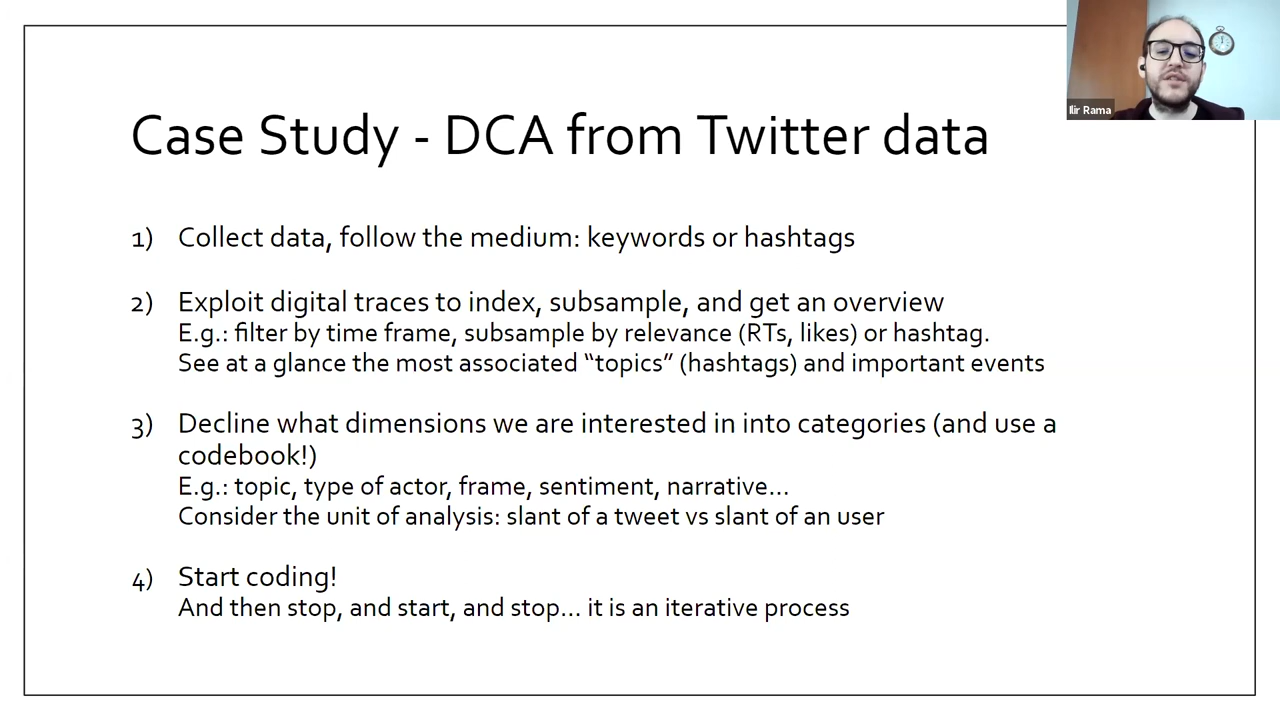 Ilir Rama
Case Study - DCA from Twitter data
1) Collect data, follow the medium: keywords or hashtags
2) Exploit digital traces to index, subsample, and get an overview
E.g.: filter by time frame, subsample by relevance (RTs, likes) or hashtag.
See at a glance the most associated “topics” (hashtags) and important events
3) Decline what dimensions we are interested in into categories (and use a
codebook!)
E.g.: topic, type of actor, frame, sentiment, narrative...
Consider the unit of analysis: slant of a tweet vs slant of an user
4) Start coding!
And then stop, and start, and stop... it is an iterative process